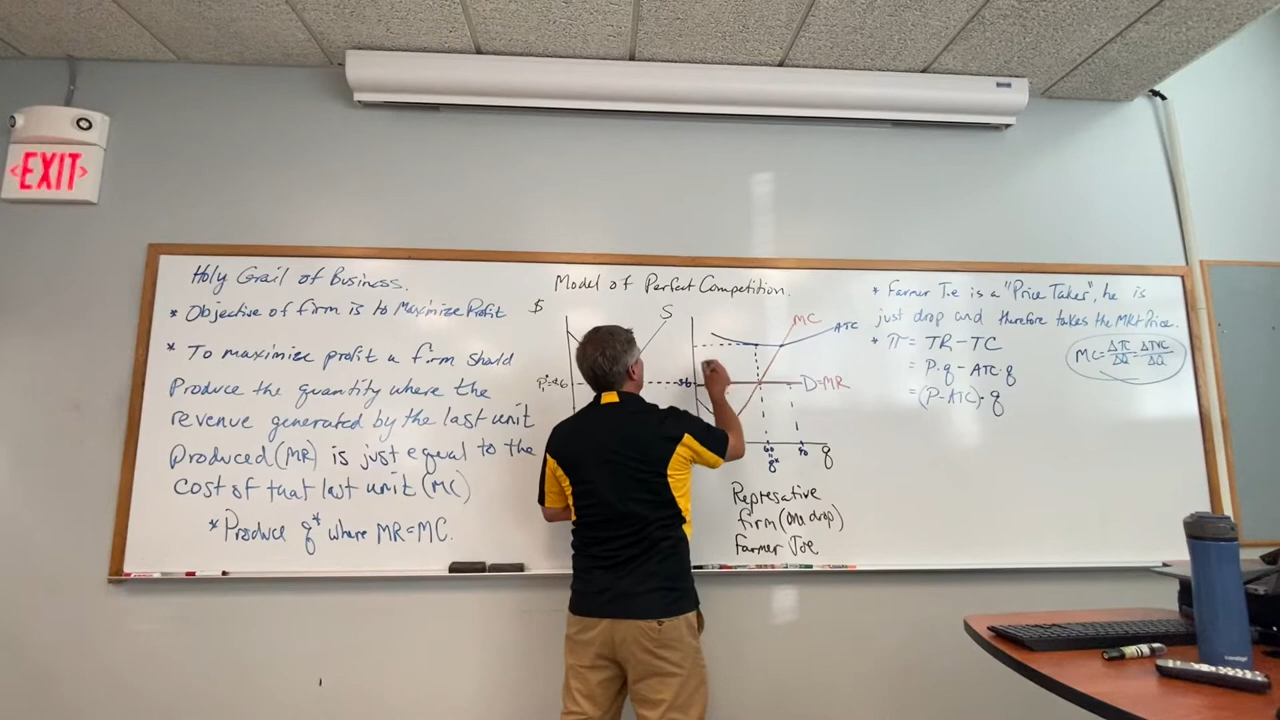 EXIT
Holy Grail of Business.
* Objective of firm is to Maximize Profit
* To maximize profit a firm should
Produce the quantity where the
revenue generated by the last unit
produced (MR) is just equal to the
cost of that last unit (MC)
* Produce q* where MR=MC.
Model of Perfect Competition.
$
S
MC
ATC
D=MR
60
q*
q
Represative
firm (one drop)
Farmer Joe
* Farmer Joe is a "Price Taker", he is
just drop and therefore takes the MKt Price.
* π = TR - TC
= P·q - ATC·q
= (P-ATC)·q
MC = ΔTC/ΔQ = ΔTVC/ΔQ